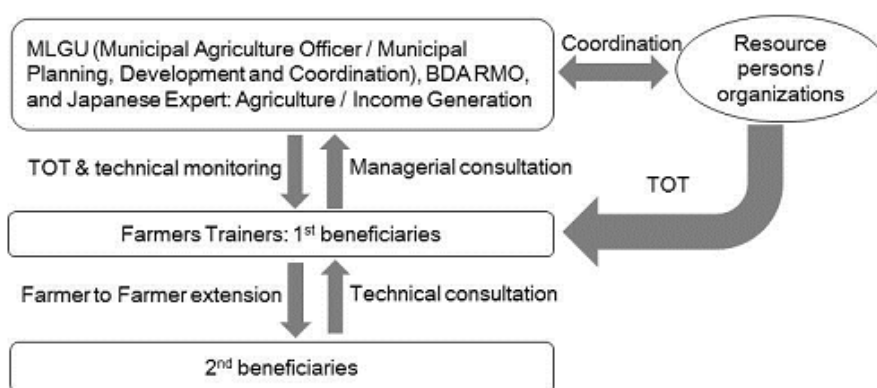 MLGU (Municipal Agriculture Officer / Municipal
Planning, Development and Coordination), BDA RMO,
and Japanese Expert: Agriculture / Income Generation
Coordination
Resource
persons /
organizations
TOT & technical monitoring
Managerial consultation
TOT
Farmers Trainers: 1st beneficiaries
Farmer to Farmer extension
Technical consultation
2nd beneficiaries